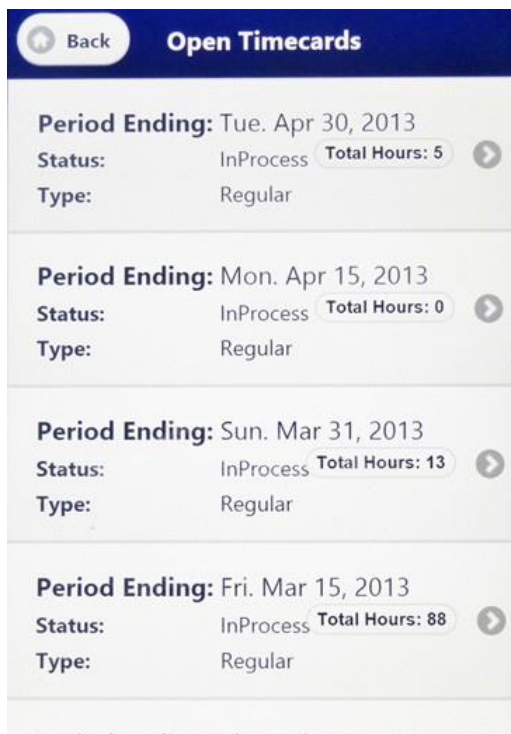 Back
Open Timecards
Period Ending: Tue. Apr 30, 2013
Status: InProcess Total Hours: 5
Type: Regular
Period Ending: Mon. Apr 15, 2013
Status: InProcess Total Hours: 0
Type: Regular
Period Ending: Sun. Mar 31, 2013
Status: InProcess Total Hours: 13
Type: Regular
Period Ending: Fri. Mar 15, 2013
Status: InProcess Total Hours: 88
Type: Regular